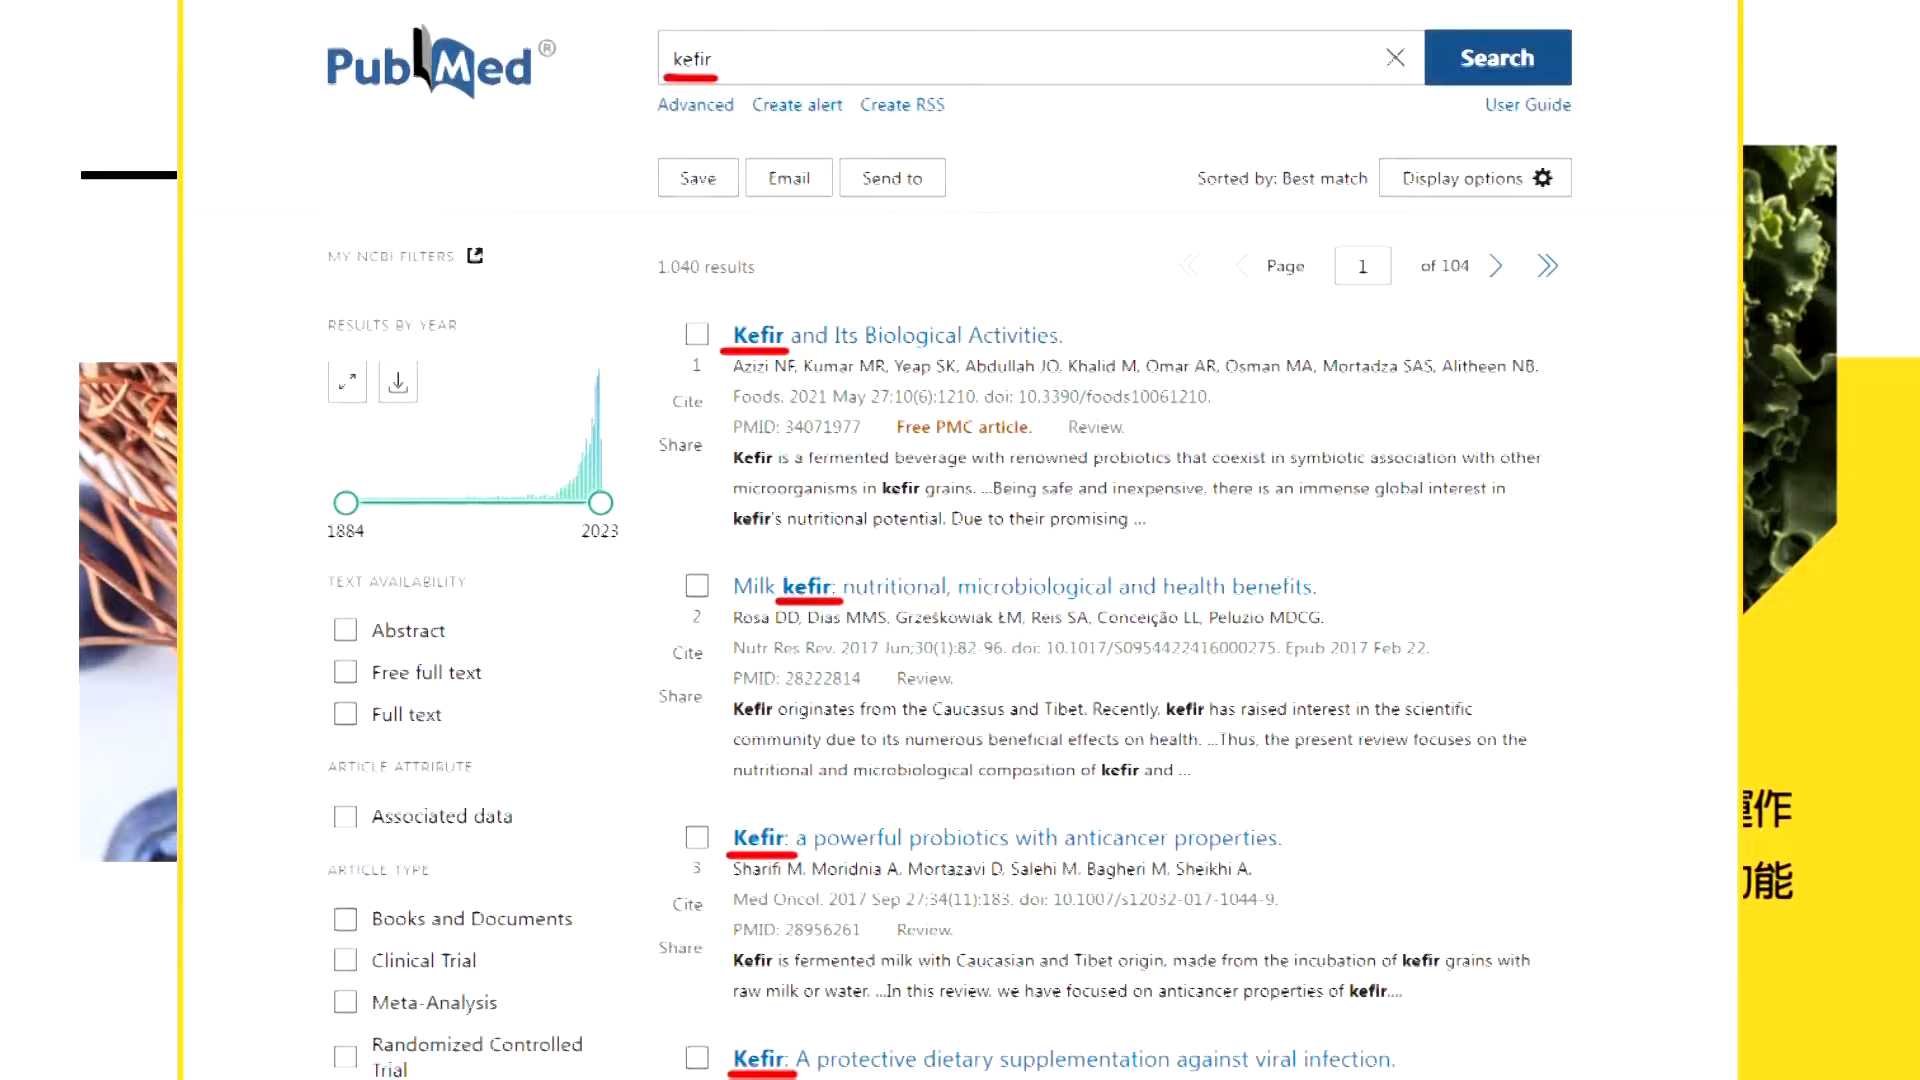 PubMed®
kefir
Search
Advanced Create alert Create RSS
User Guide
Save Email Send to
Sorted by: Best match
Display options
MY NCBI FILTERS
1.040 results
Page 1 of 104
RESULTS BY YEAR
1884 2023
TEXT AVAILABILITY
Abstract
Free full text
Full text
ARTICLE ATTRIBUTE
Associated data
ARTICLE TYPE
Books and Documents
Clinical Trial
Meta-Analysis
Randomized Controlled
Trial
Kefir and Its Biological Activities.
1
Azizi NF, Kumar MR, Yeap SK, Abdullah JO, Khalid M, Omar AR, Osman MA, Mortadza SAS, Alitheen NB.
Cite
Foods. 2021 May 27;10(6):1210. doi: 10.3390/foods10061210.
PMID: 34071977 Free PMC article. Review.
Share
Kefir is a fermented beverage with renowned probiotics that coexist in symbiotic association with other
microorganisms in kefir grains. ...Being safe and inexpensive, there is an immense global interest in
kefir's nutritional potential. Due to their promising ...
Milk kefir: nutritional, microbiological and health benefits.
2
Rosa DD, Dias MMS, Grześkowiak ŁM, Reis SA, Conceição LL, Peluzio MDCG.
Cite
Nutr Res Rev. 2017 Jun;30(1):82-96. doi: 10.1017/S0954422416000275. Epub 2017 Feb 22.
PMID: 28222814 Review.
Share
Kefir originates from the Caucasus and Tibet. Recently, kefir has raised interest in the scientific
community due to its numerous beneficial effects on health. ...Thus, the present review focuses on the
nutritional and microbiological composition of kefir and ...
Kefir: a powerful probiotics with anticancer properties.
3
Sharifi M, Moridnia A, Mortazavi D, Salehi M, Bagheri M, Sheikhi A.
Cite
Med Oncol. 2017 Sep 27;34(11):183. doi: 10.1007/s12032-017-1044-9.
PMID: 28956261 Review.
Share
Kefir is fermented milk with Caucasian and Tibet origin, made from the incubation of kefir grains with
raw milk or water. ...In this review, we have focused on anticancer properties of kefir....
Kefir: A protective dietary supplementation against viral infection.
作
能